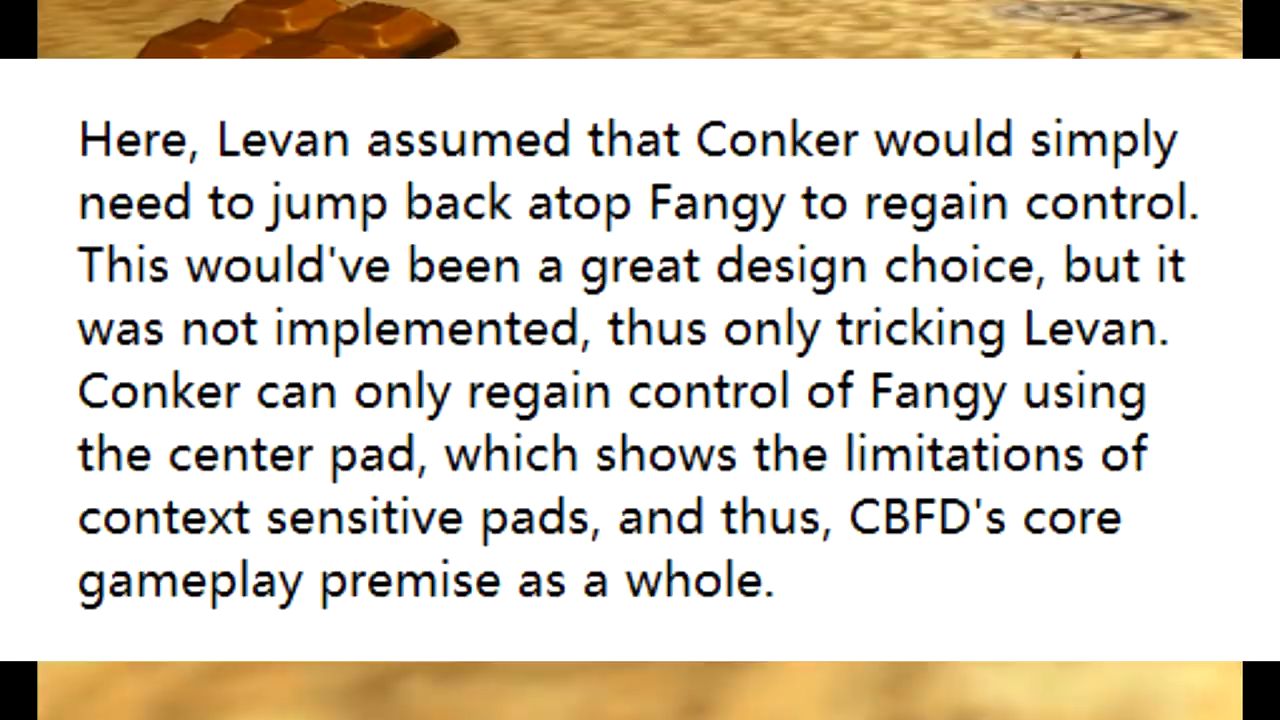 Here, Levan assumed that Conker would simply
need to jump back atop Fangy to regain control.
This would've been a great design choice, but it
was not implemented, thus only tricking Levan.
Conker can only regain control of Fangy using
the center pad, which shows the limitations of
context sensitive pads, and thus, CBFD's core
gameplay premise as a whole.